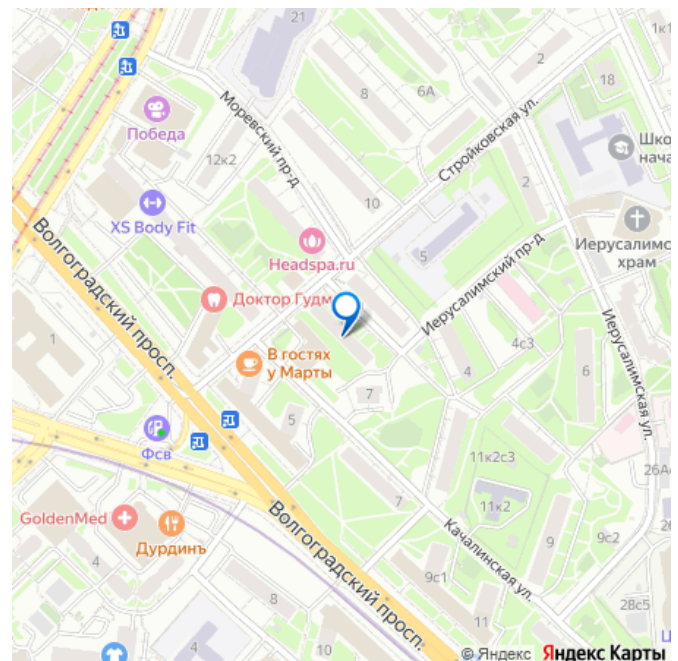 21
1к1
2
18
8
6А
Победа
Моревский пр-д
12к2
Стройковская ул.
Шко
нача
XS Body Fit
10
2
Волгоградский просп.
Headspa.ru
5
Иерусалимс
храм
Иерусалимский пр-д
Доктор Гудм
4с3
В гостях
у Марты
4
6
7
Иерусалимская ул.
5
Фсв
11к2с3
26А
GoldenMed
Дурдинъ
4
7
11к2
Качалинская ул.
9
9с2
26
Волгоградский просп.
8
9с1
28с5
4
10
11
© Яндекс Яндекс Карты